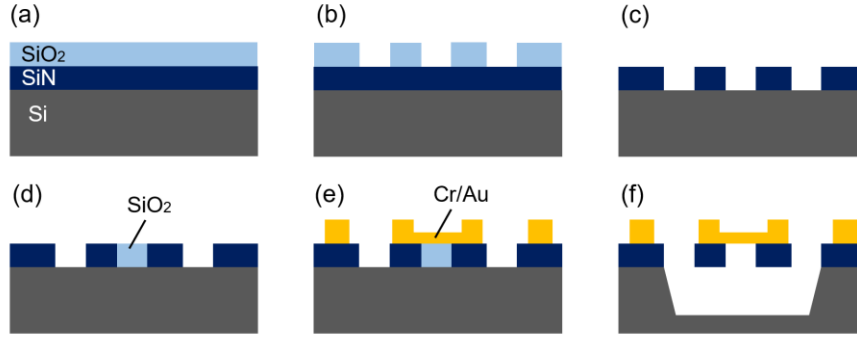 (a)
SiO₂
SiN
Si
(b)
(c)
(d)
SiO₂
(e)
Cr/Au
(f)